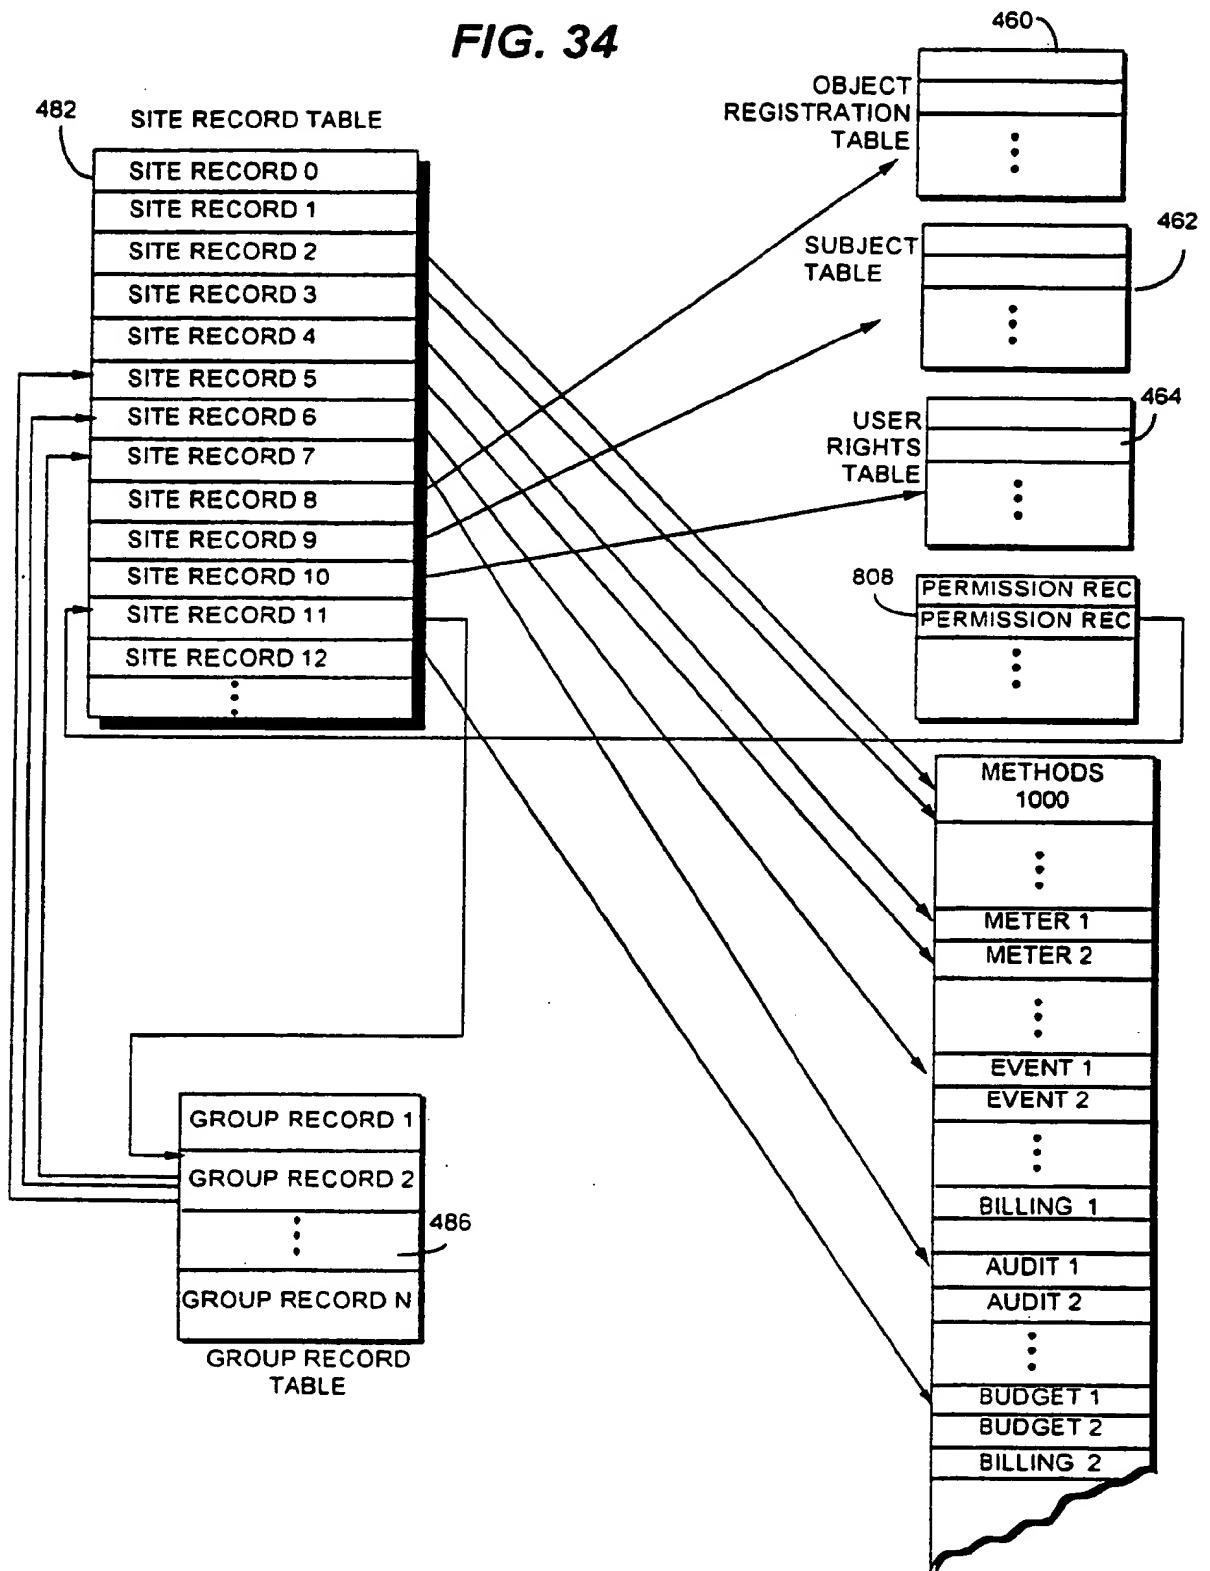 FIG. 34
482
SITE RECORD TABLE
SITE RECORD 0
SITE RECORD 1
SITE RECORD 2
SITE RECORD 3
SITE RECORD 4
SITE RECORD 5
SITE RECORD 6
SITE RECORD 7
SITE RECORD 8
SITE RECORD 9
SITE RECORD 10
SITE RECORD 11
SITE RECORD 12
460
OBJECT
REGISTRATION
TABLE
SUBJECT
TABLE
462
USER
RIGHTS
TABLE
464
808
PERMISSION REC
PERMISSION REC
METHODS
1000
METER 1
METER 2
EVENT 1
EVENT 2
BILLING 1
AUDIT 1
AUDIT 2
BUDGET 1
BUDGET 2
BILLING 2
GROUP RECORD 1
GROUP RECORD 2
486
GROUP RECORD N
GROUP RECORD
TABLE